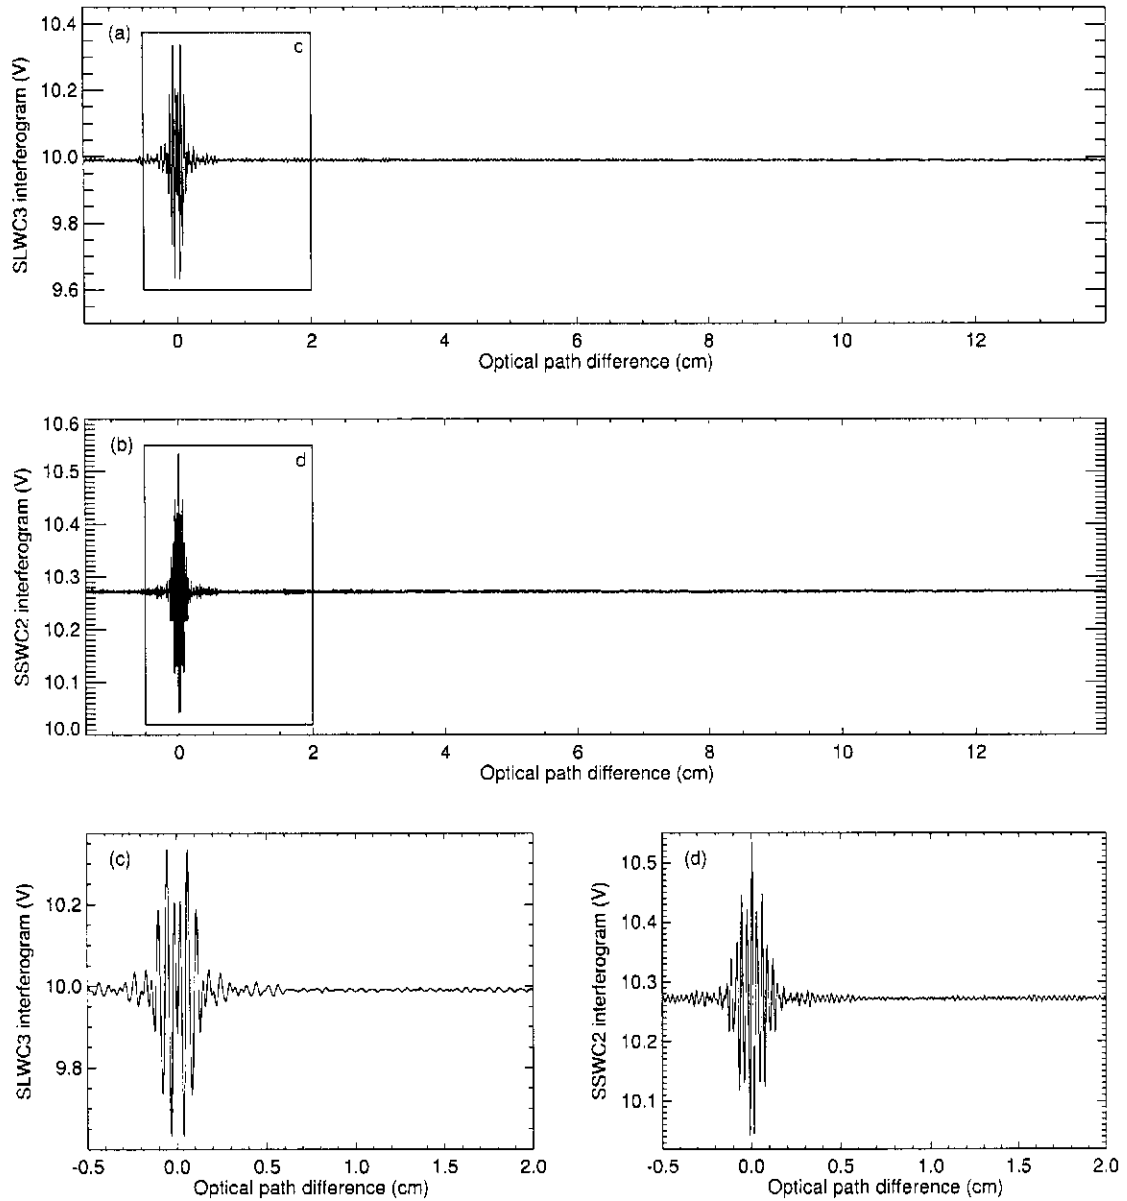 (a)
c
SLWC3 interferogram (V)
10.4
10.2
10.0
9.8
9.6
0 2 4 6 8 10 12
Optical path difference (cm)
(b)
d
SSWC2 interferogram (V)
10.6
10.5
10.4
10.3
10.2
10.1
10.0
0 2 4 6 8 10 12
Optical path difference (cm)
(c)
SLWC3 interferogram (V)
10.2
10.0
9.8
-0.5 0.0 0.5 1.0 1.5 2.0
Optical path difference (cm)
(d)
SSWC2 interferogram (V)
10.5
10.4
10.3
10.2
10.1
-0.5 0.0 0.5 1.0 1.5 2.0
Optical path difference (cm)